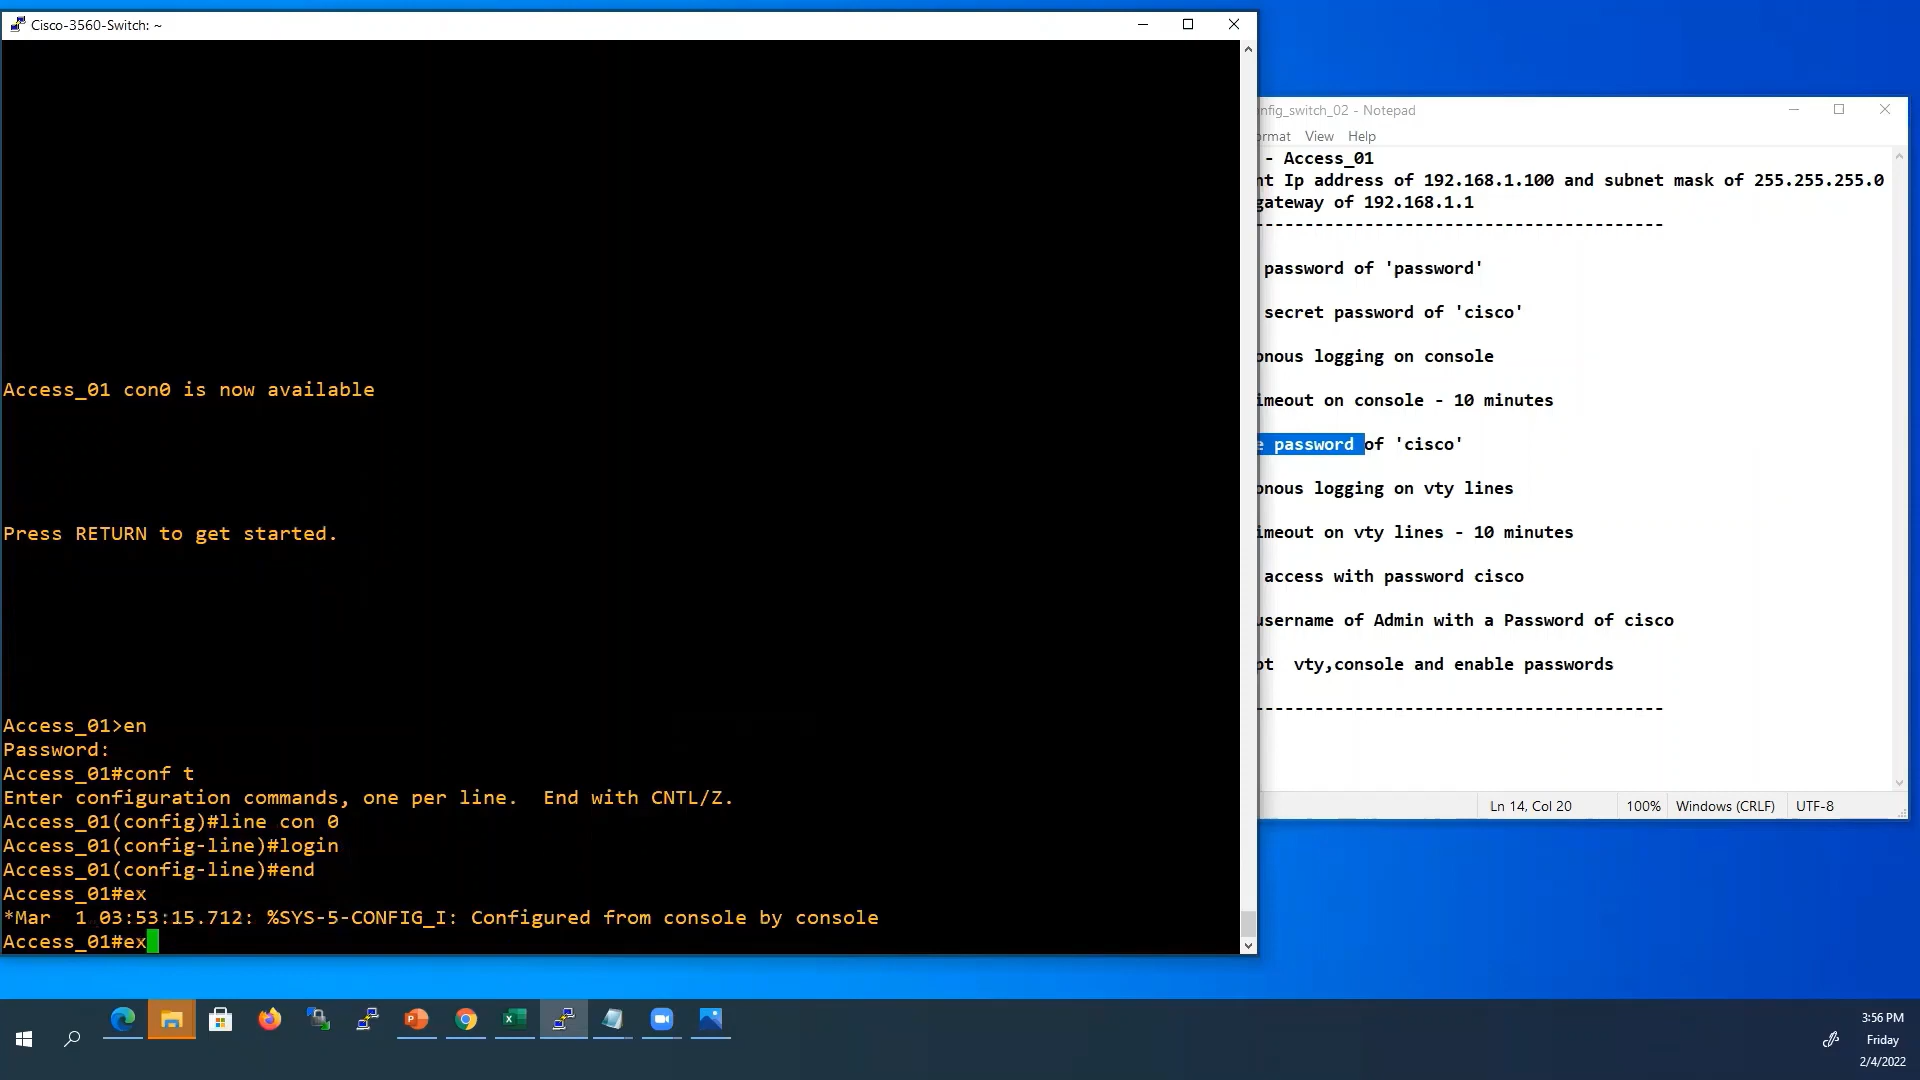 Cisco-3560-Switch: ~
Access_01 con0 is now available
Press RETURN to get started.
Access_01>en
Password:
Access_01#conf t
Enter configuration commands, one per line.  End with CNTL/Z.
Access_01(config)#line con 0
Access_01(config-line)#login
Access_01(config-line)#end
Access_01#ex
*Mar  1 03:53:15.712: %SYS-5-CONFIG_I: Configured from console by console
Access_01#ex
nfig_switch_02 - Notepad
ormat View Help
- Access_01
nt Ip address of 192.168.1.100 and subnet mask of 255.255.255.0
gateway of 192.168.1.1
-----------------------------------------
password of 'password'
secret password of 'cisco'
onous logging on console
imeout on console - 10 minutes
e password of 'cisco'
onous logging on vty lines
imeout on vty lines - 10 minutes
access with password cisco
username of Admin with a Password of cisco
pt  vty,console and enable passwords
-----------------------------------------
Ln 14, Col 20 100% Windows (CRLF) UTF-8
3:56 PM
Friday
2/4/2022